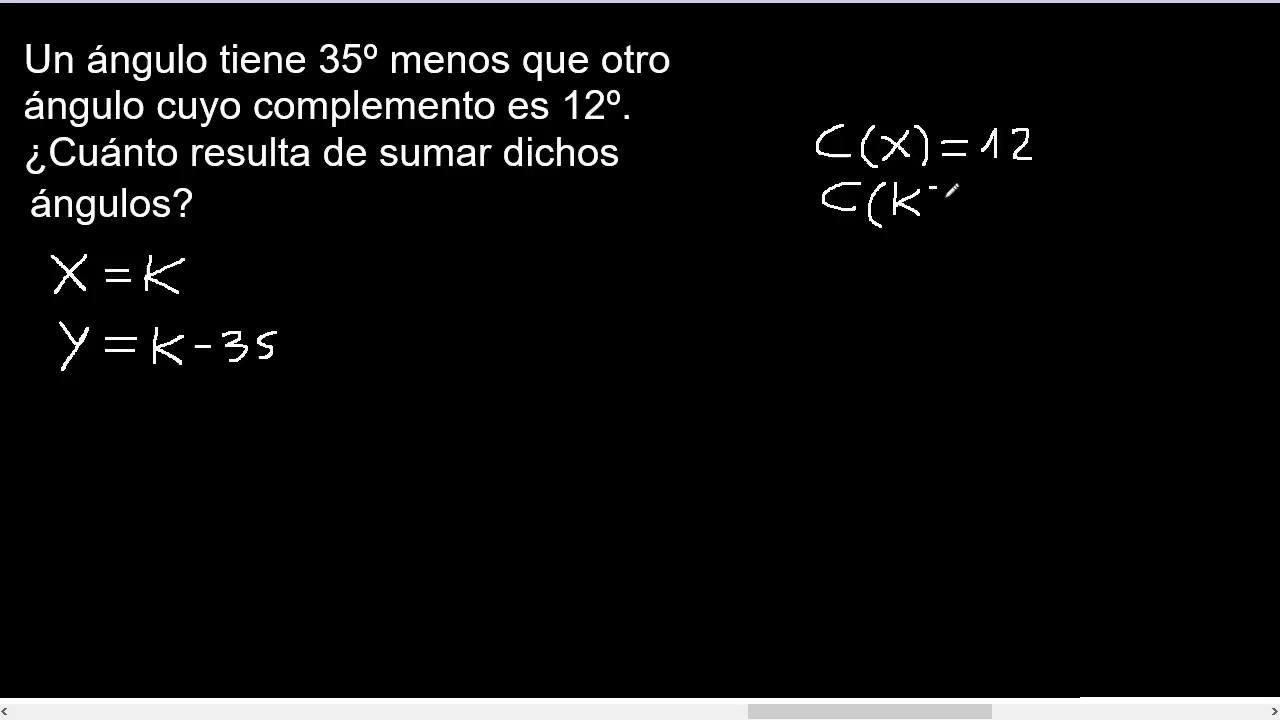 Un ángulo tiene 35º menos que otro
ángulo cuyo complemento es 12º.
¿Cuánto resulta de sumar dichos
ángulos?
X = K
Y = K - 35
C(X) = 12
C(K -